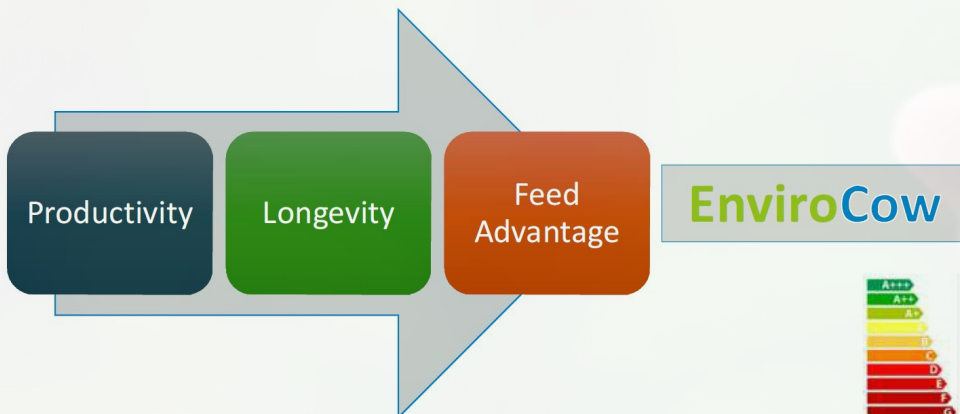 Productivity
Longevity
Feed
Advantage
EnviroCow
A+++
A++
A+
B
C
D
E
F
G